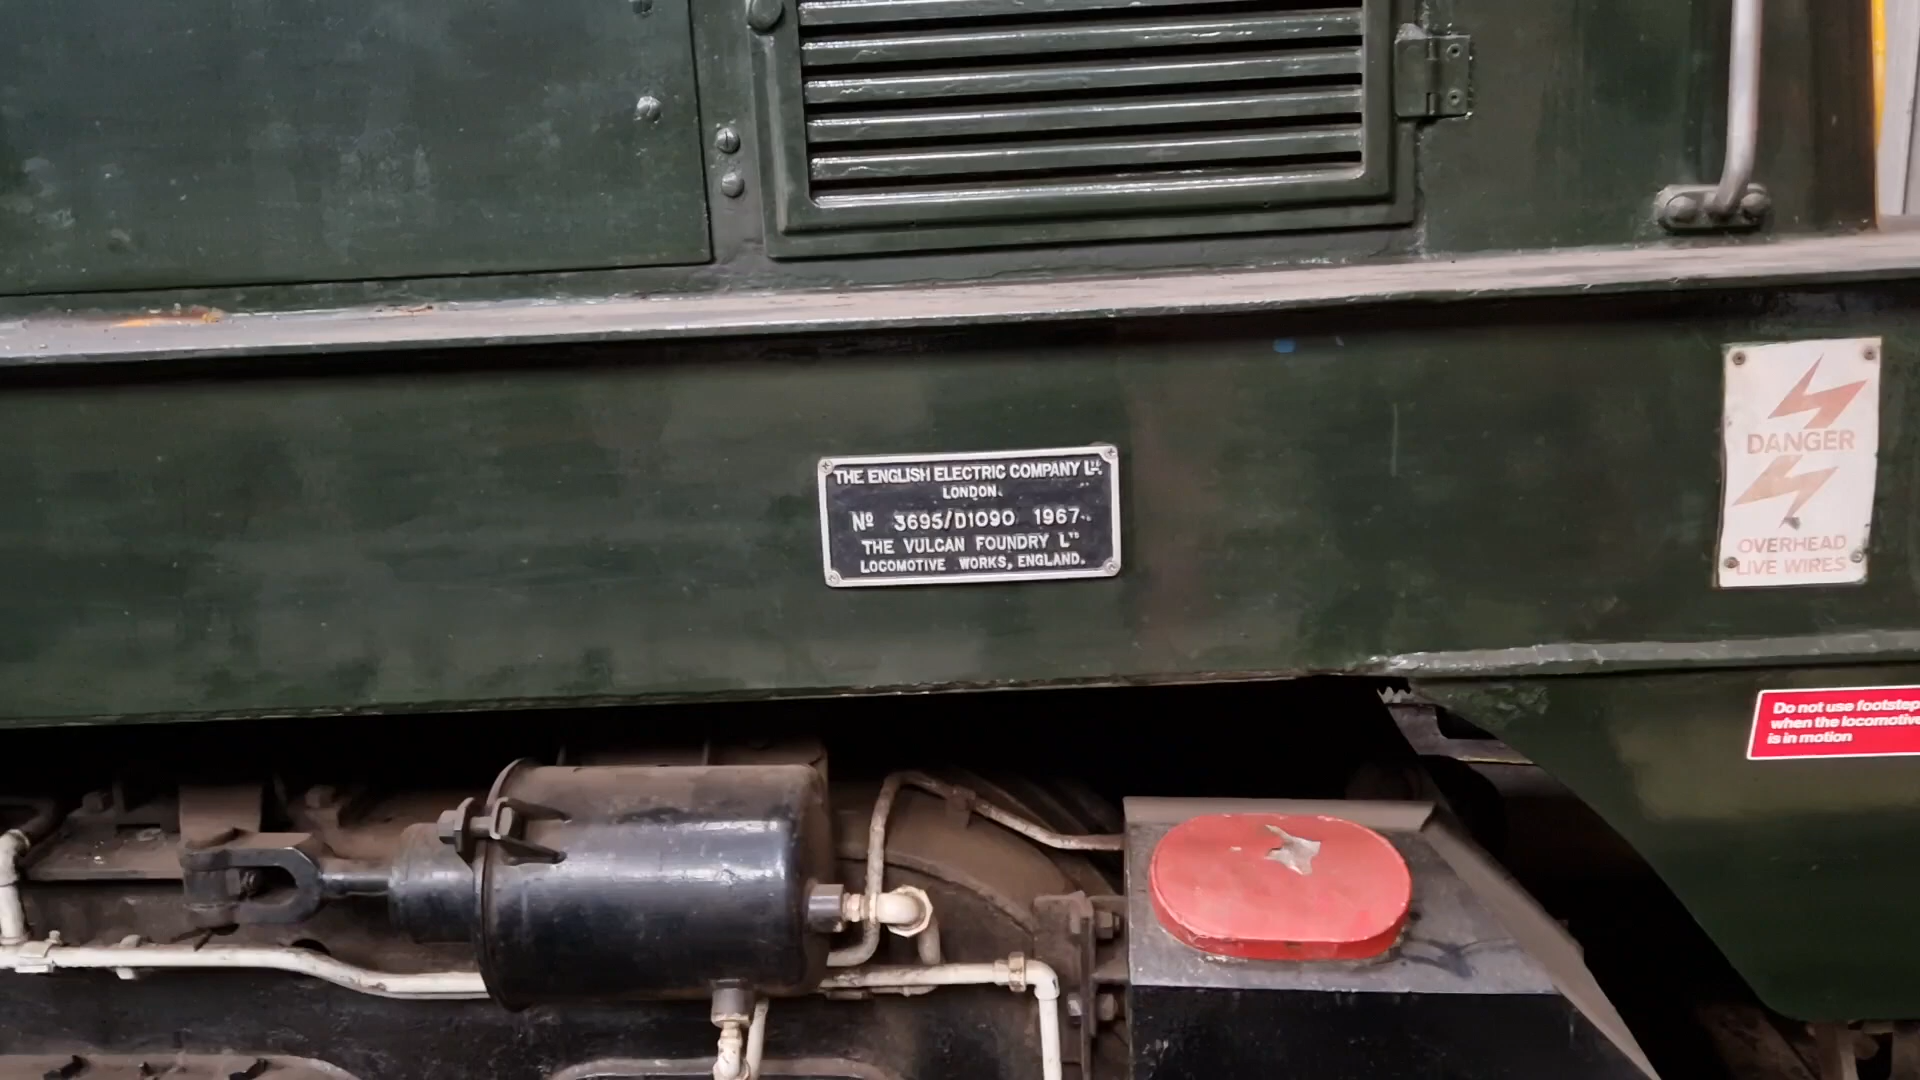 THE ENGLISH ELECTRIC COMPANY LTD.
LONDON.
Nº 3695/D1090 1967.
THE VULCAN FOUNDRY LTD
LOCOMOTIVE WORKS, ENGLAND.
DANGER
OVERHEAD
LIVE WIRES
Do not use footstep
when the locomotive
is in motion